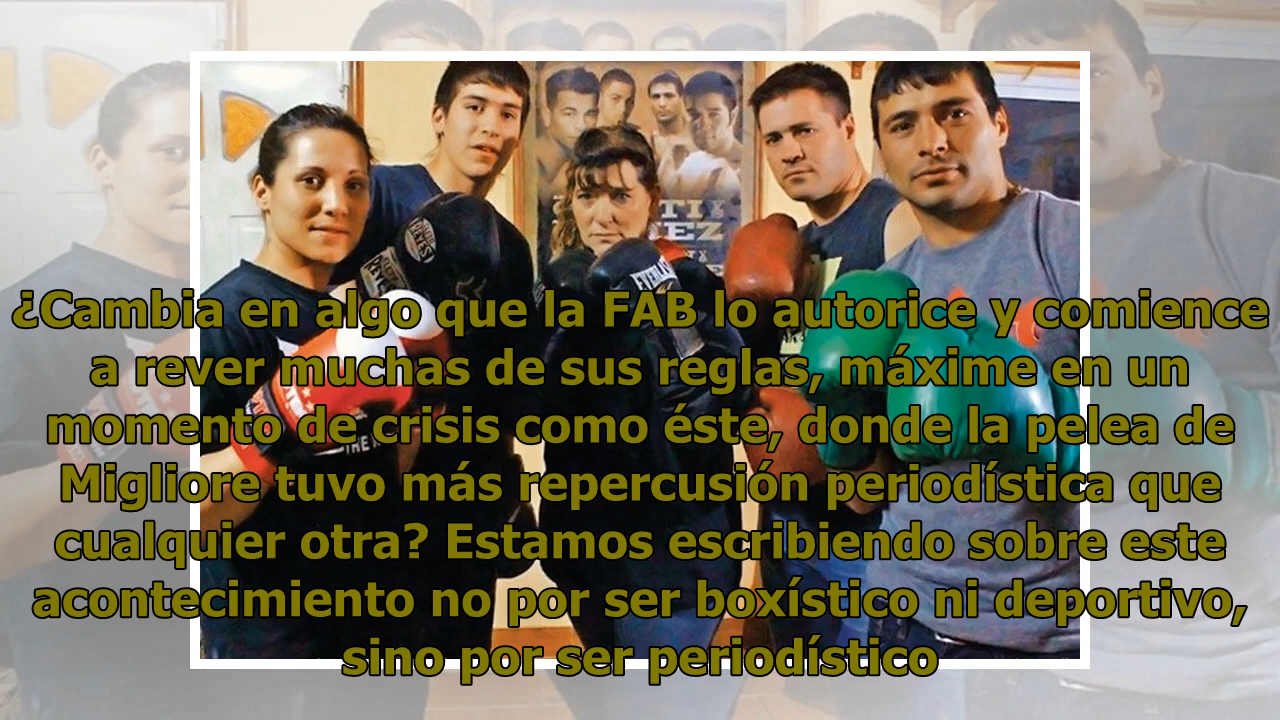 ¿Cambia en algo que la FAB lo autorice y comience
a rever muchas de sus reglas, máxime en un
momento de crisis como éste, donde la pelea de
Migliore tuvo más repercusión periodística que
cualquier otra? Estamos escribiendo sobre este
acontecimiento no por ser boxístico ni deportivo,
sino por ser periodístico
EVERLAST